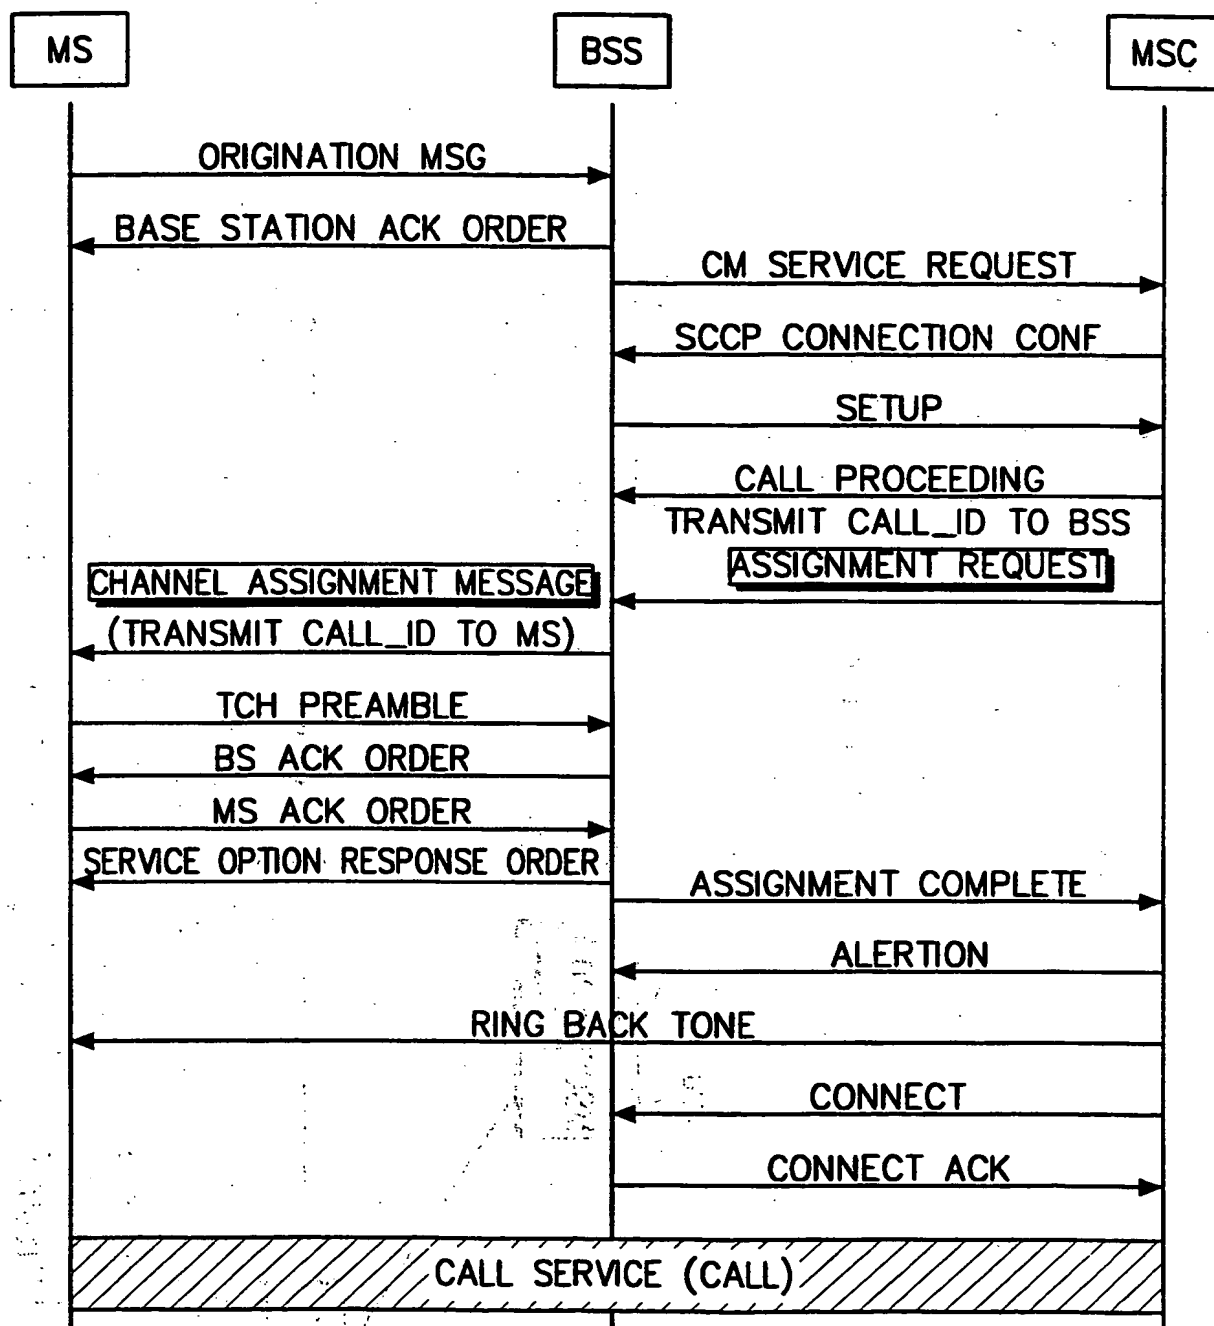 MS
BSS
MSC
ORIGINATION MSG
BASE STATION ACK ORDER
CM SERVICE REQUEST
SCCP CONNECTION CONF
SETUP
CALL PROCEEDING
TRANSMIT CALL_ID TO BSS
ASSIGNMENT REQUEST
CHANNEL ASSIGNMENT MESSAGE
(TRANSMIT CALL_ID TO MS)
TCH PREAMBLE
BS ACK ORDER
MS ACK ORDER
SERVICE OPTION RESPONSE ORDER
ASSIGNMENT COMPLETE
ALERTION
RING BACK TONE
CONNECT
CONNECT ACK
CALL SERVICE (CALL)